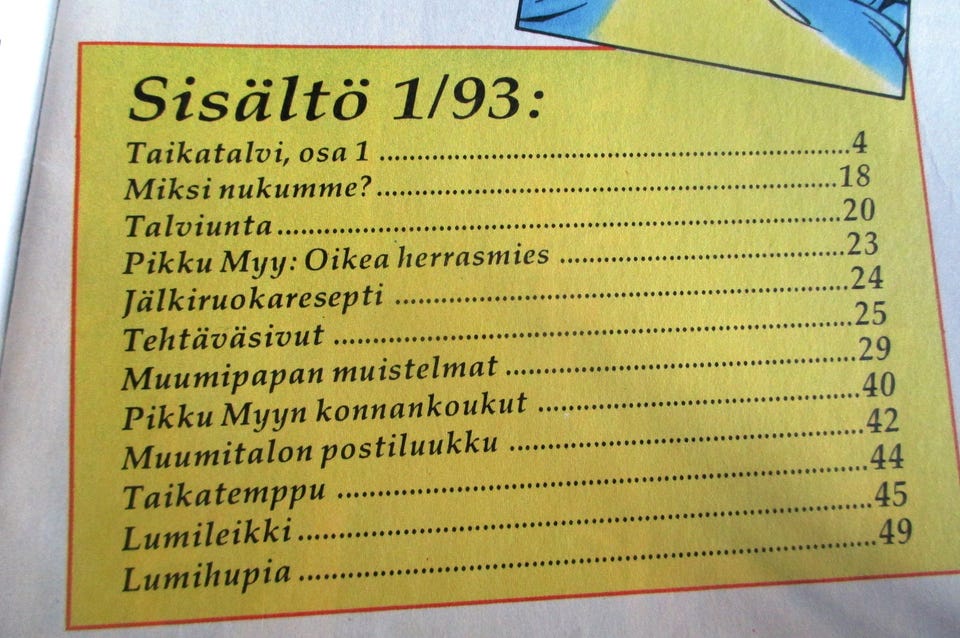 Sisältö 1/93:
Taikatalvi, osa 1 ........................................................4
Miksi nukumme?........................................................18
Talviunta........................................................20
Pikku Myy: Oikea herrasmies ........................................23
Jälkiruokaresepti ........................................................24
Tehtäväsivut ........................................................25
Muumipapan muistelmat ........................................29
Pikku Myyn konnankoukut ........................................40
Muumitalon postiluukku ........................................42
Taikatemppu ........................................................44
Lumileikki........................................................45
Lumihupia ........................................................49